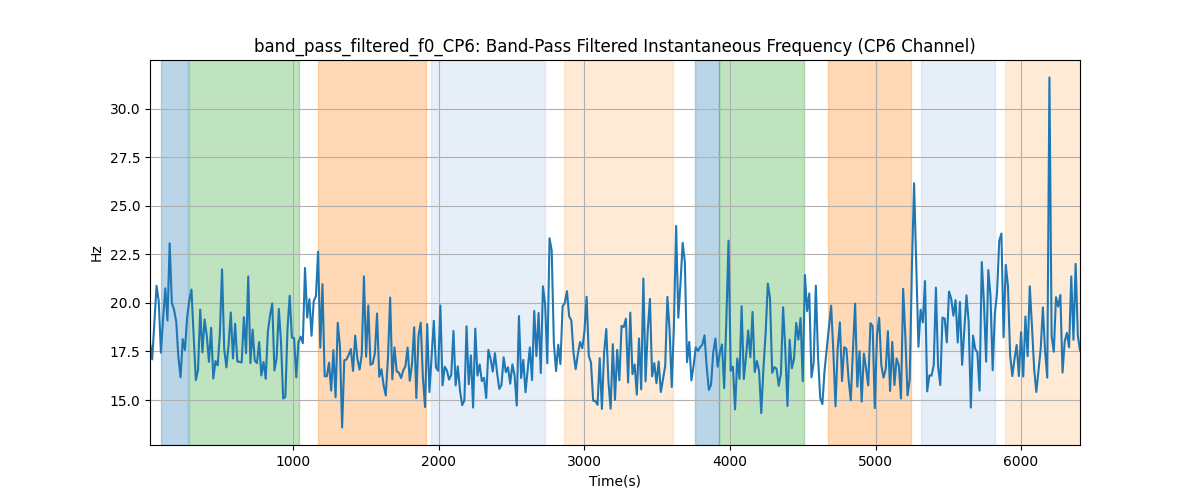 band_pass_filtered_f0_CP6: Band-Pass Filtered Instantaneous Frequency (CP6 Channel)
30.0
27.5
25.0
22.5
20.0
17.5
15.0
Hz
1000 2000 3000 4000 5000 6000
Time(s)